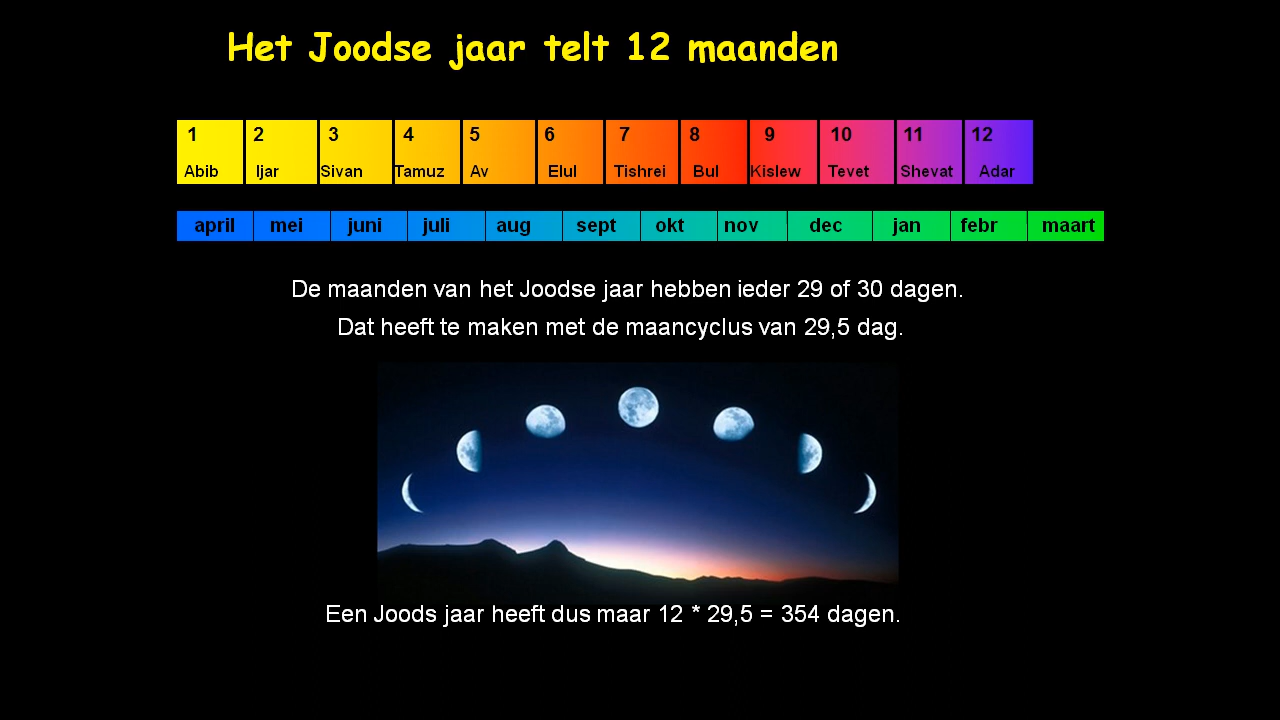 Het Joodse jaar telt 12 maanden
1 2 3 4 5 6 7 8 9 10 11 12
Abib Ijar Sivan Tamuz Av Elul Tishrei Bul Kislew Tevet Shevat Adar
april mei juni juli aug sept okt nov dec jan febr maart
De maanden van het Joodse jaar hebben ieder 29 of 30 dagen.
Dat heeft te maken met de maancyclus van 29,5 dag.
Een Joods jaar heeft dus maar 12 * 29,5 = 354 dagen.